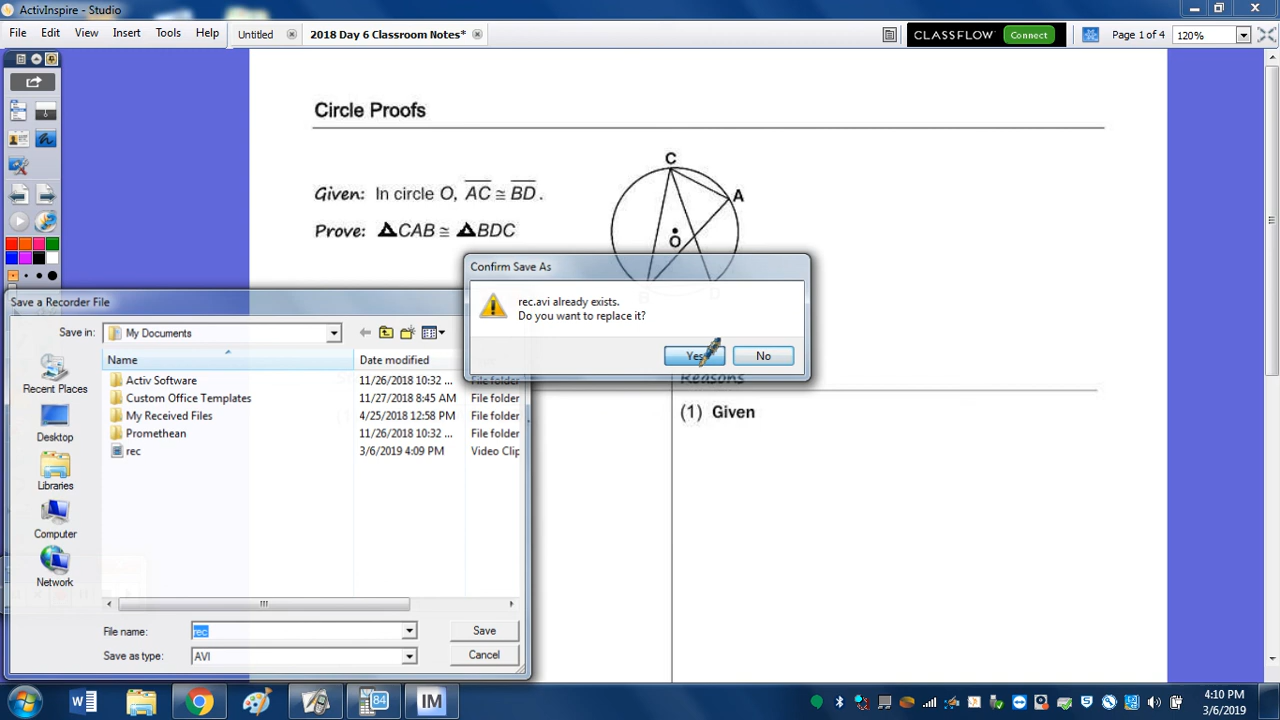 ActivInspire - Studio
File Edit View Insert Tools Help
Untitled
2018 Day 6 Classroom Notes*
CLASSFLOW Connect
Page 1 of 4
120%
Circle Proofs
Given: In circle O, AC ≅ BD.
Prove: ΔCAB ≅ ΔBDC
C
A
O
Confirm Save As
rec.avi already exists.
Do you want to replace it?
Yes
No
Reasons
(1) Given
Save a Recorder File
Save in: My Documents
Name Date modified
Activ Software 11/26/2018 10:32 ... File folder
Custom Office Templates 11/27/2018 8:45 AM File folder
My Received Files 4/25/2018 12:58 PM File folder
Promethean 11/26/2018 10:32 ... File folder
rec 3/6/2019 4:09 PM Video Clip
Recent Places
Desktop
Libraries
Computer
Network
File name: rec
Save
Save as type: AVI
Cancel
W
84
IM
4:10 PM
3/6/2019